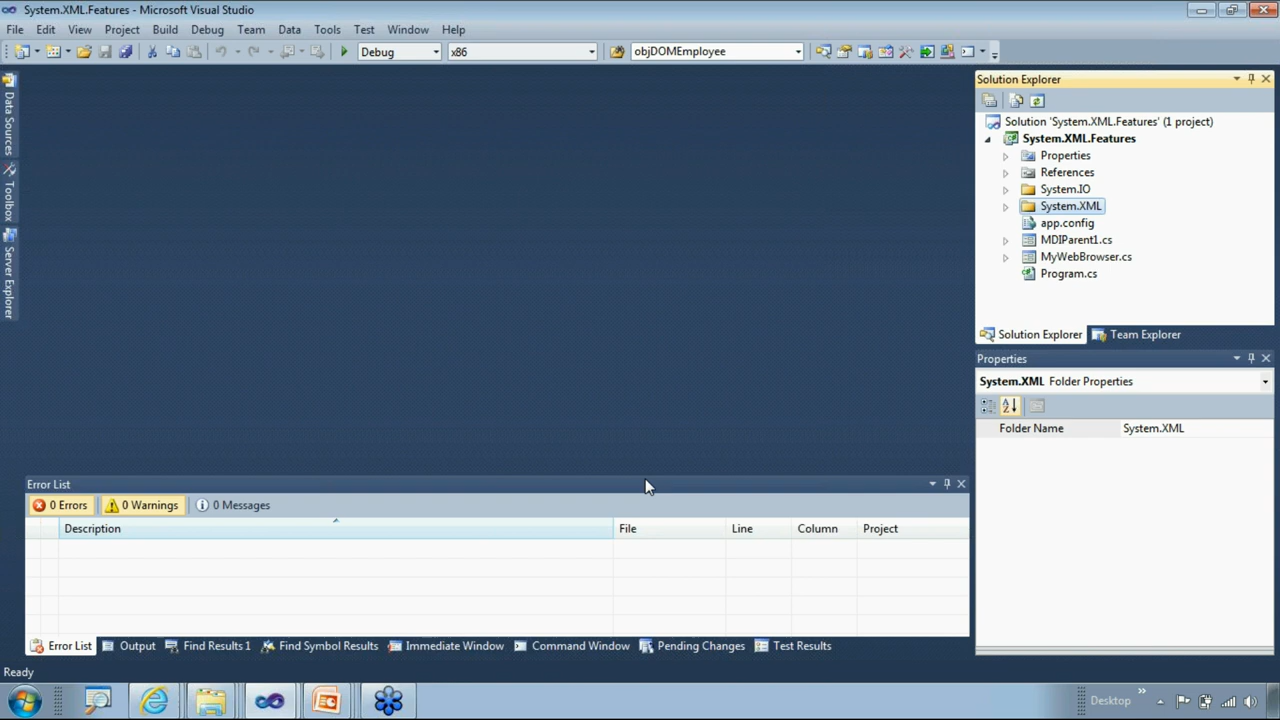 System.XML.Features - Microsoft Visual Studio
File Edit View Project Build Debug Team Data Tools Test Window Help
Debug x86 objDOMEmployee
Data Sources
Toolbox
Server Explorer
Solution Explorer
Solution 'System.XML.Features' (1 project)
System.XML.Features
Properties
References
System.IO
System.XML
app.config
MDIParent1.cs
MyWebBrowser.cs
Program.cs
Solution Explorer Team Explorer
Properties
System.XML Folder Properties
Folder Name System.XML
Error List
0 Errors 0 Warnings 0 Messages
Description File Line Column Project
Error List Output Find Results 1 Find Symbol Results Immediate Window Command Window Pending Changes Test Results
Ready
Desktop